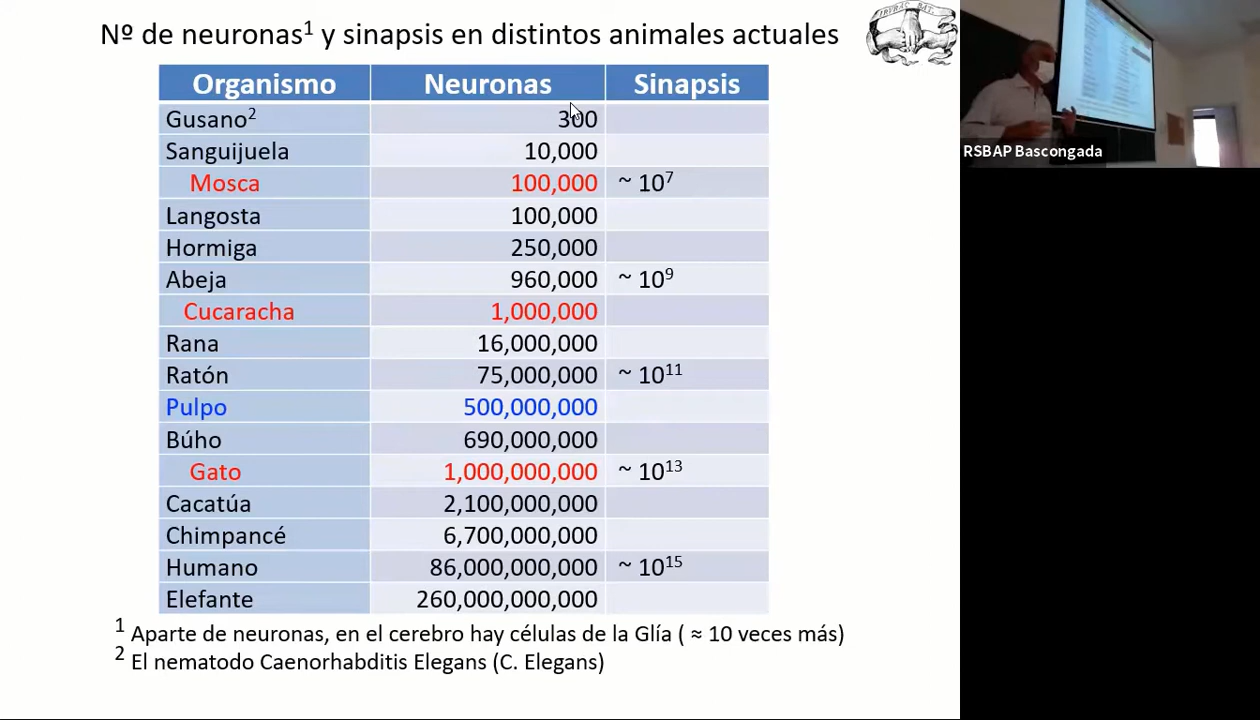 Nº de neuronas¹ y sinapsis en distintos animales actuales
IRURAC BAT
Organismo Neuronas Sinapsis
Gusano² 300
Sanguijuela 10,000
Mosca 100,000 ~ 10⁷
Langosta 100,000
Hormiga 250,000
Abeja 960,000 ~ 10⁹
Cucaracha 1,000,000
Rana 16,000,000
Ratón 75,000,000 ~ 10¹¹
Pulpo 500,000,000
Búho 690,000,000
Gato 1,000,000,000 ~ 10¹³
Cacatúa 2,100,000,000
Chimpancé 6,700,000,000
Humano 86,000,000,000 ~ 10¹⁵
Elefante 260,000,000,000
¹ Aparte de neuronas, en el cerebro hay células de la Glía ( ≈ 10 veces más)
² El nematodo Caenorhabditis Elegans (C. Elegans)
RSBAP Bascongada